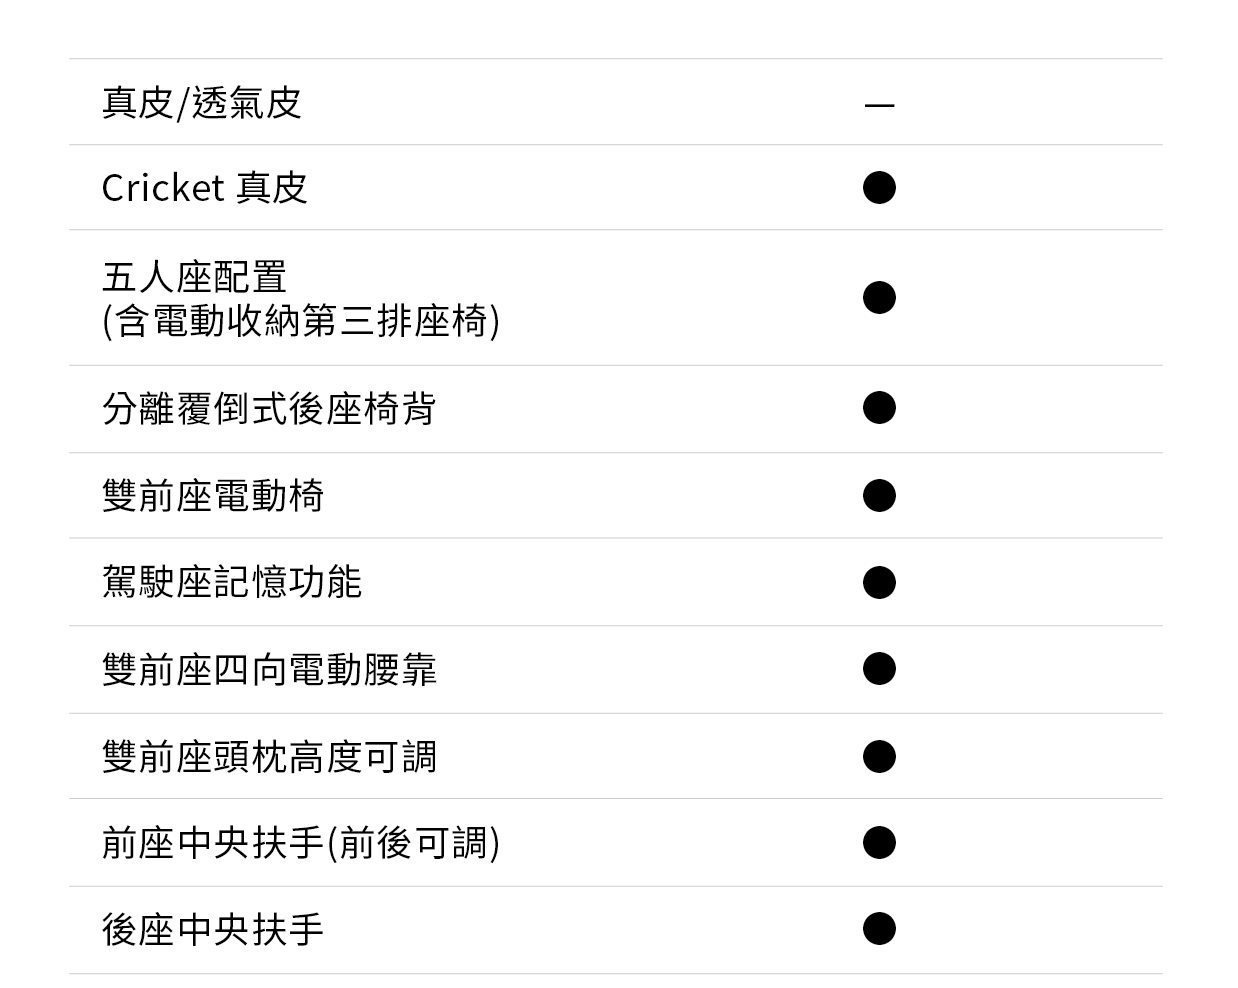 真皮/透氣皮 —
Cricket 真皮 ●
五人座配置
(含電動收納第三排座椅) ●
分離覆倒式後座椅背 ●
雙前座電動椅 ●
駕駛座記憶功能 ●
雙前座四向電動腰靠 ●
雙前座頭枕高度可調 ●
前座中央扶手(前後可調) ●
後座中央扶手 ●